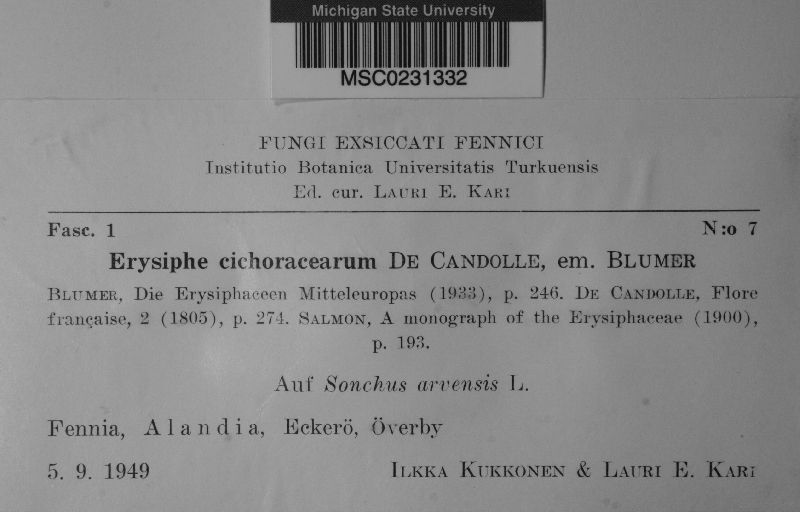 Michigan State University
MSC0231332
FUNGI EXSICCATI FENNICI
Institutio Botanica Universitatis Turkuensis
Ed. cur. LAURI E. KARI
Fasc. 1 N:o 7
Erysiphe cichoracearum DE CANDOLLE, em. BLUMER
BLUMER, Die Erysiphaceen Mitteleuropas (1933), p. 246. DE CANDOLLE, Flore
française, 2 (1805), p. 274. SALMON, A monograph of the Erysiphaceae (1900),
p. 193.
Auf Sonchus arvensis L.
Fennia, Alandia, Eckerö, Överby
5. 9. 1949 ILKKA KUKKONEN & LAURI E. KARI